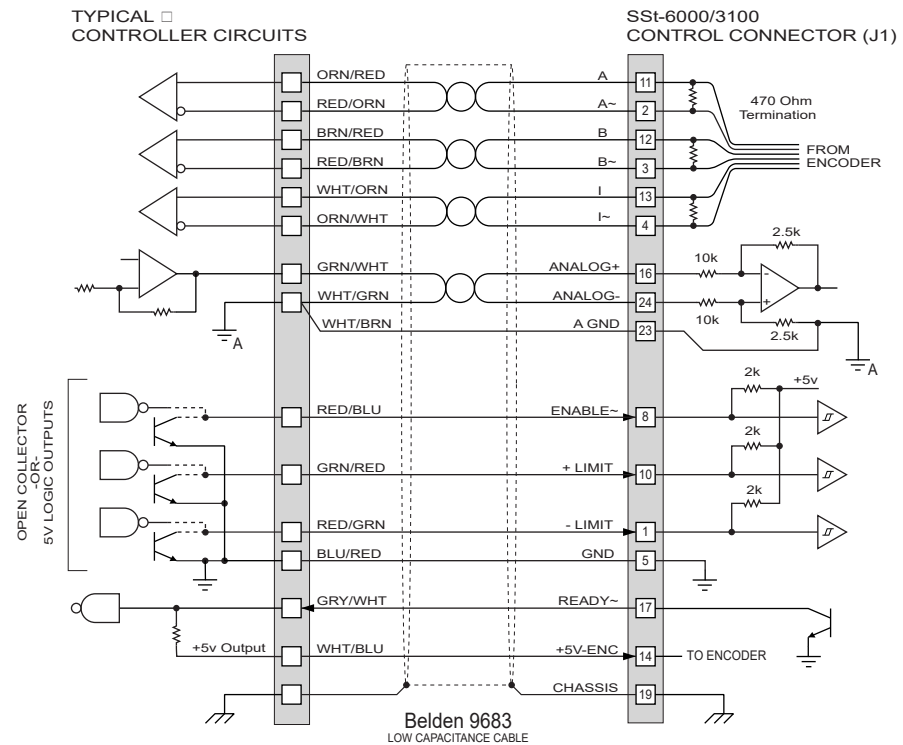 TYPICAL □
CONTROLLER CIRCUITS
SSt-6000/3100
CONTROL CONNECTOR (J1)
ORN/RED
A
11
RED/ORN
A~
2
470 Ohm
Termination
BRN/RED
B
12
RED/BRN
B~
3
FROM
ENCODER
WHT/ORN
I
13
ORN/WHT
I~
4
2.5k
GRN/WHT
ANALOG+
16
10k
-
WHT/GRN
ANALOG-
24
10k
+
2.5k
A
WHT/BRN
A GND
23
A
OPEN COLLECTOR
-OR-
5V LOGIC OUTPUTS
2k
+5v
RED/BLU
ENABLE~
8
2k
GRN/RED
+ LIMIT
10
2k
RED/GRN
- LIMIT
1
BLU/RED
GND
5
GRY/WHT
READY~
17
+5v Output
WHT/BLU
+5V-ENC
14
TO ENCODER
CHASSIS
19
Belden 9683
LOW CAPACITANCE CABLE